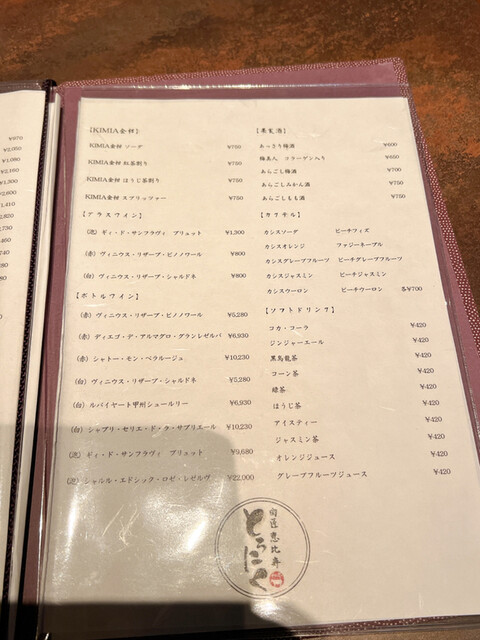 ¥970
¥2,050
¥1,090
¥2,160
¥1,300
¥2,600
【KIMIA金柑】
KIMIA金柑 ソーダ ¥750
KIMIA金柑 紅茶割り ¥750
KIMIA金柑 ほうじ茶割り ¥750
KIMIA金柑 スプリッツァー ¥750
【グラスワイン】
(泡) ギィ・ド・サンフラヴィ ブリュット ¥1,300
(赤) ヴィニウス・リザーブ・ピノノワール ¥800
(白) ヴィニウス・リザーブ・シャルドネ ¥800
【ボトルワイン】
(赤) ヴィニウス・リザーブ・ピノノワール ¥5,280
(赤) ディエゴ・デ・アルマグロ・グランレゼルバ ¥6,930
(赤) シャトー・モン・ペラルージュ ¥10,230
(白) ヴィニウス・リザーブ・シャルドネ ¥5,280
(白) ルバイヤート甲州シュールリー ¥6,930
(白) シャブリ・セリエ・ド・ラ・サブリエール ¥10,230
(泡) ギィ・ド・サンフラヴィ ブリュット ¥9,680
(泡) シャルル・エドシック・ロゼ・レゼルヴ ¥22,000
【果実酒】
あっさり梅酒 ¥600
梅美人 コラーゲン入り ¥650
あらごし梅酒 ¥700
あらごしみかん酒 ¥750
あらごしもも酒 ¥750
【カクテル】
カシスソーダ ピーチフィズ
カシスオレンジ ファジーネーブル
カシスグレープフルーツ ピーチグレープフルーツ
カシスジャスミン ピーチジャスミン
カシスウーロン ピーチウーロン 各¥700
【ソフトドリンク】
コカ・コーラ ¥420
ジンジャーエール ¥420
黒烏龍茶 ¥420
コーン茶 ¥420
緑茶 ¥420
ほうじ茶 ¥420
アイスティー ¥420
ジャスミン茶 ¥420
オレンジジュース ¥420
グレープフルーツジュース ¥420
旬匠恵比寿
とらにく